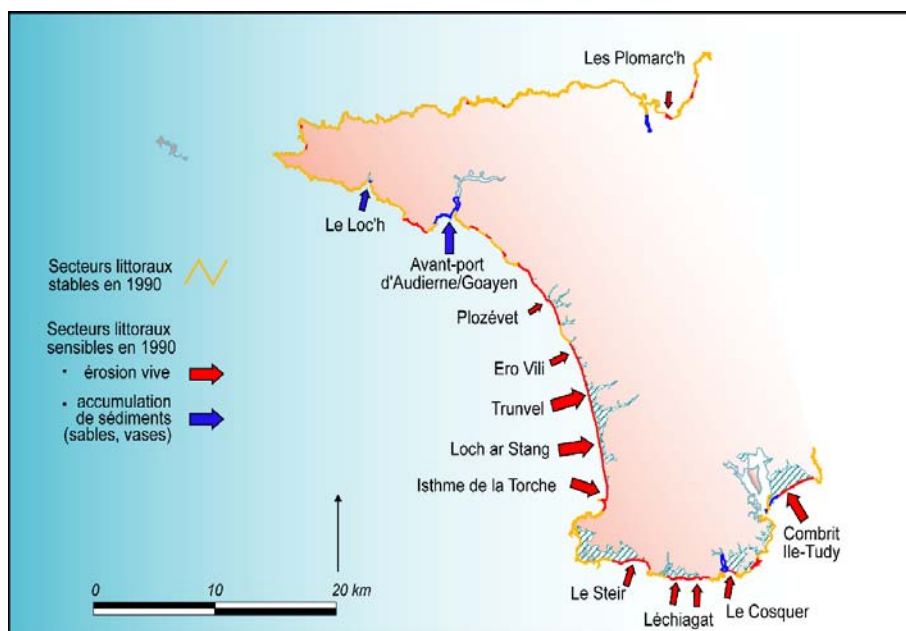 Les Plomarc'h
Le Loc'h
Avant-port
d'Audierne/Goayen
Secteurs littoraux
stables en 1990
Plozévet
Secteurs littoraux
sensibles en 1990
érosion vive
accumulation
de sédiments
(sables, vases)
Ero Vili
Trunvel
Loch ar Stang
Isthme de la Torche
Combrit
Ile-Tudy
Le Steir
Léchiagat
Le Cosquer
0 10 20 km